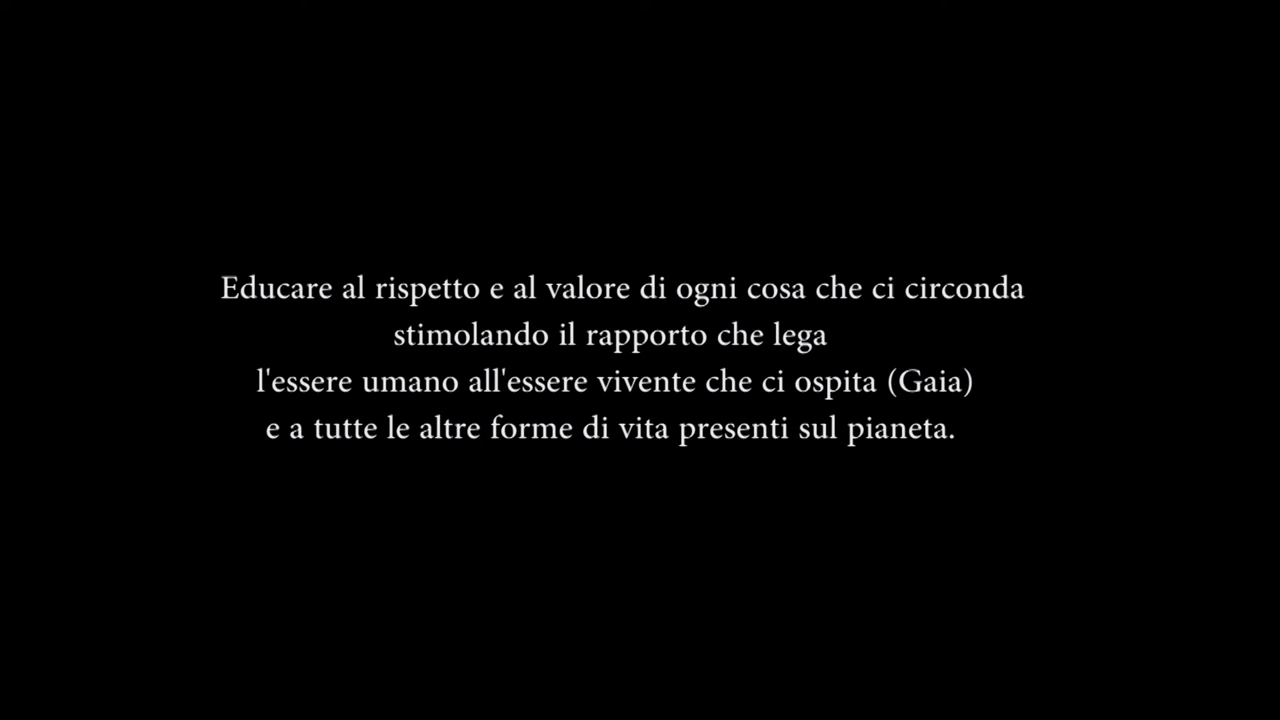 Educare al rispetto e al valore di ogni cosa che ci circonda
stimolando il rapporto che lega
l'essere umano all'essere vivente che ci ospita (Gaia)
e a tutte le altre forme di vita presenti sul pianeta.